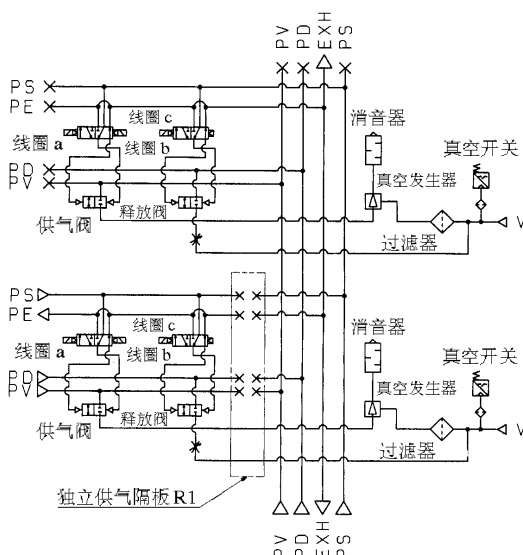 PV
PD
EXH
PS
PS
PE
线圈 c
线圈 a
线圈 b
PD
PV
供气阀
释放阀
消音器
真空开关
真空发生器
过滤器
V
PS
PE
线圈 c
线圈 a
线圈 b
PD
PV
供气阀
释放阀
消音器
真空开关
真空发生器
过滤器
V
独立供气隔板 R1
PV
PD
EXH
PS